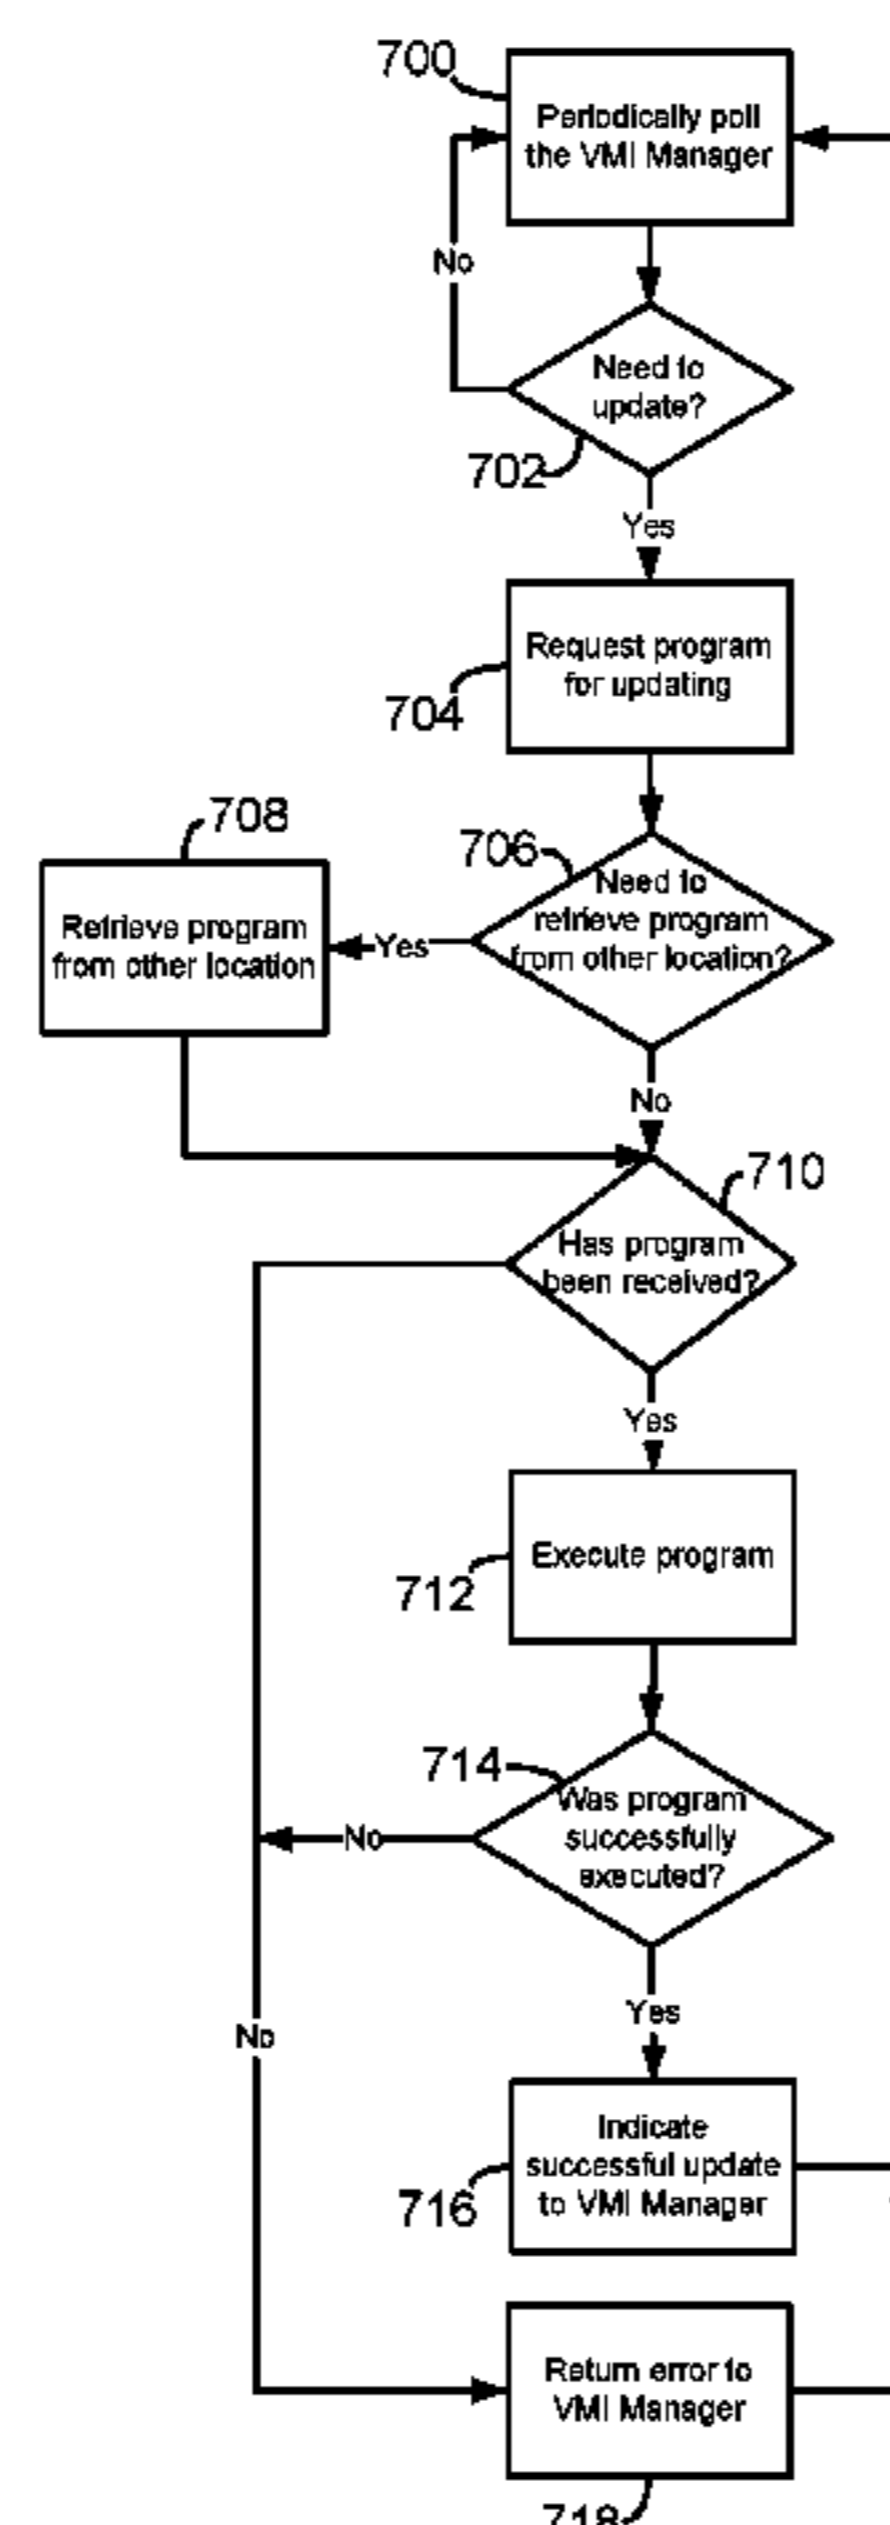 700
Periodically poll
the VMI Manager
No
Need to
update?
702
Yes
Request program
for updating
704
708
706
Need to
retrieve program
from other location?
Retrieve program
from other location
Yes
No
710
Has program
been received?
Yes
Execute program
712
714
Was program
successfully
executed?
No
Yes
No
Indicate
successful update
to VMI Manager
716
Return error to
VMI Manager
718